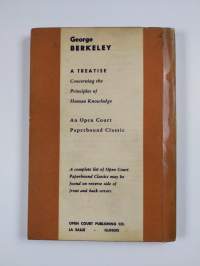 George
BERKELEY
A TREATISE
Concerning the
Principles of
Human Knowledge
An Open Court
Paperbound Classic
A complete list of Open Court
Paperbound Classics may be
found on reverse side of
front and back covers.
OPEN COURT PUBLISHING CO.
LA SALLE - ILLINOIS